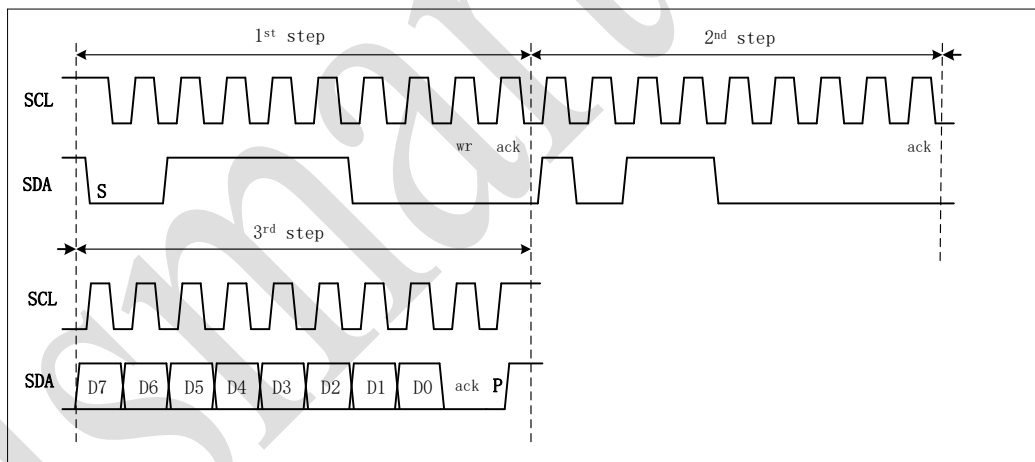 1st step 2nd step
SCL
wr ack ack
SDA S
3rd step
SCL
SDA D7 D6 D5 D4 D3 D2 D1 D0 ack P